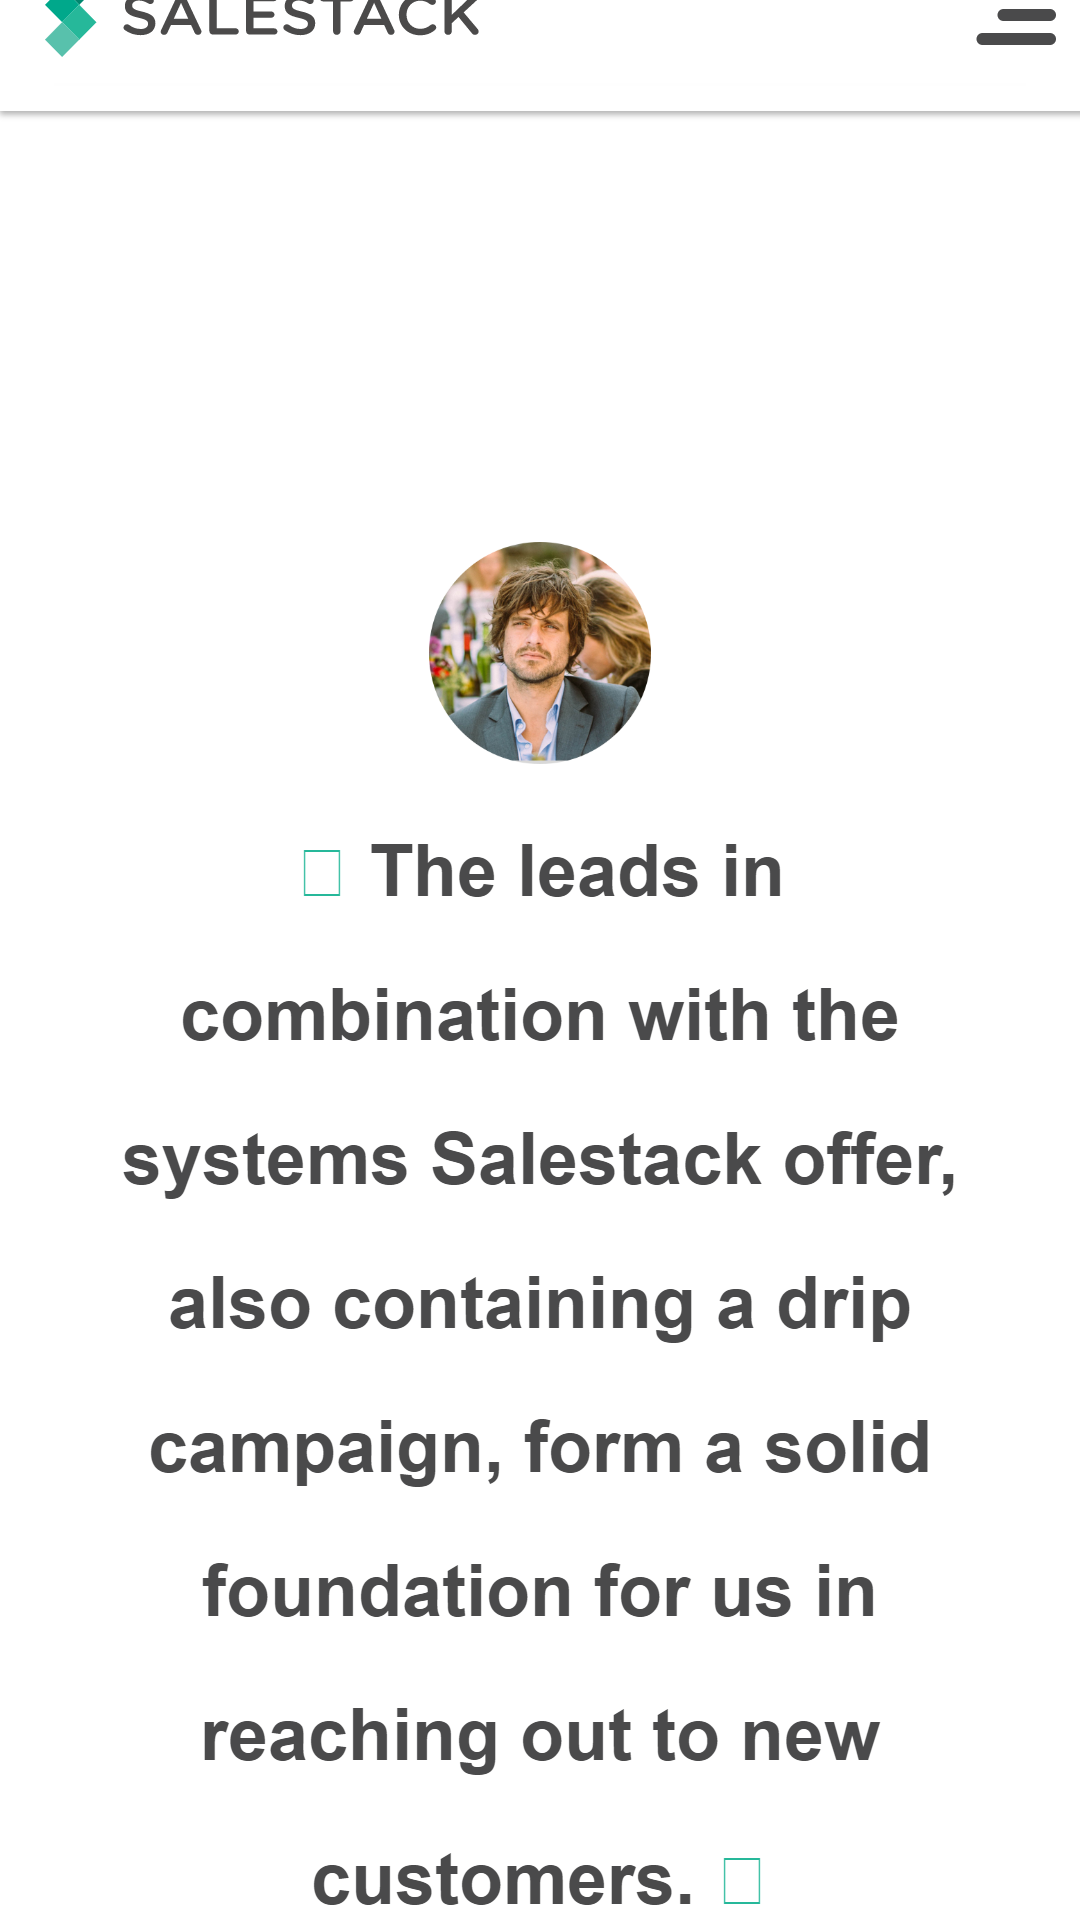 SALESTACK
The leads in
combination with the
systems Salestack offer,
also containing a drip
campaign, form a solid
foundation for us in
reaching out to new
customers.